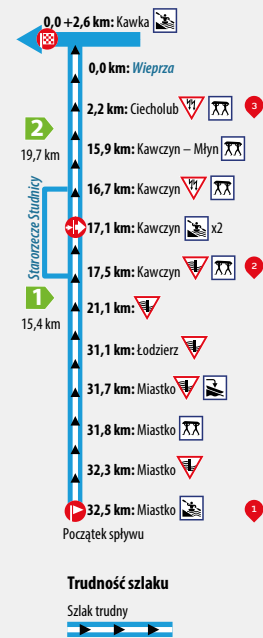 0,0 +2,6 km: Kawka
0,0 km: Wieprza
2,2 km: Ciecholub
3
2
19,7 km
15,9 km: Kawczyn – Młyn
16,7 km: Kawczyn
Starorzecze Studnicy
17,1 km: Kawczyn x2
17,5 km: Kawczyn
2
1
15,4 km
21,1 km:
31,1 km: Łodzierz
31,7 km: Miastko
31,8 km: Miastko
32,3 km: Miastko
32,5 km: Miastko
1
Początek spływu
Trudność szlaku
Szlak trudny